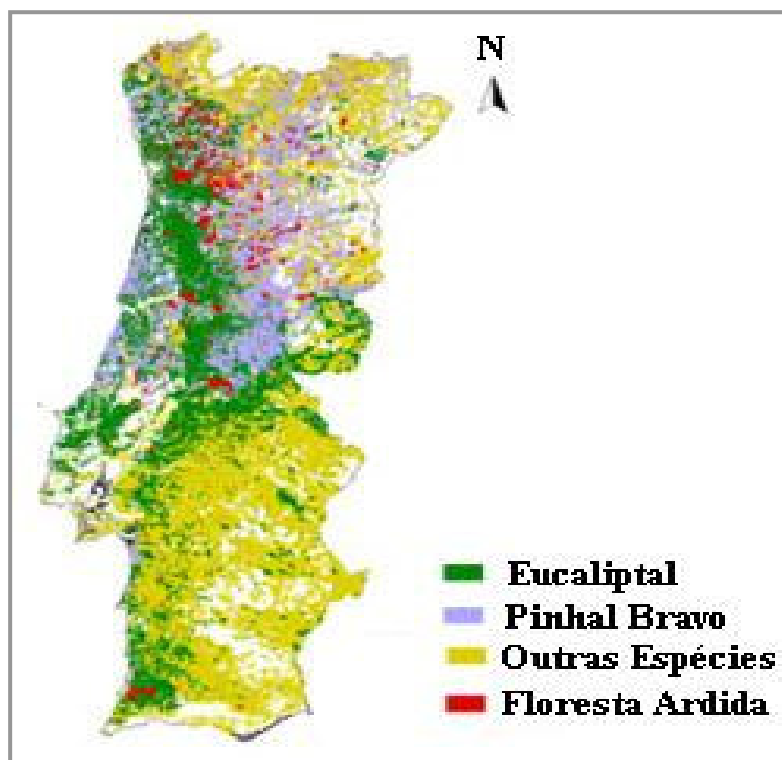 N
Eucaliptal
Pinhal Bravo
Outras Espécies
Floresta Ardida